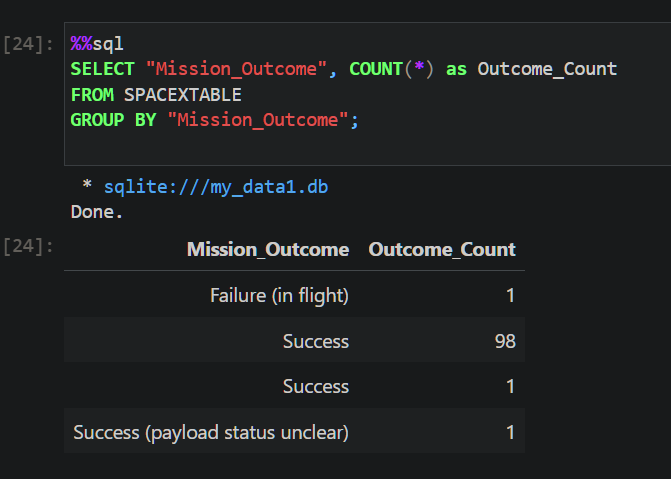 [24]: %%sql
SELECT "Mission_Outcome", COUNT(*) as Outcome_Count
FROM SPACEXTABLE
GROUP BY "Mission_Outcome";
* sqlite:///my_data1.db
Done.
[24]: Mission_Outcome Outcome_Count
Failure (in flight) 1
Success 98
Success 1
Success (payload status unclear) 1